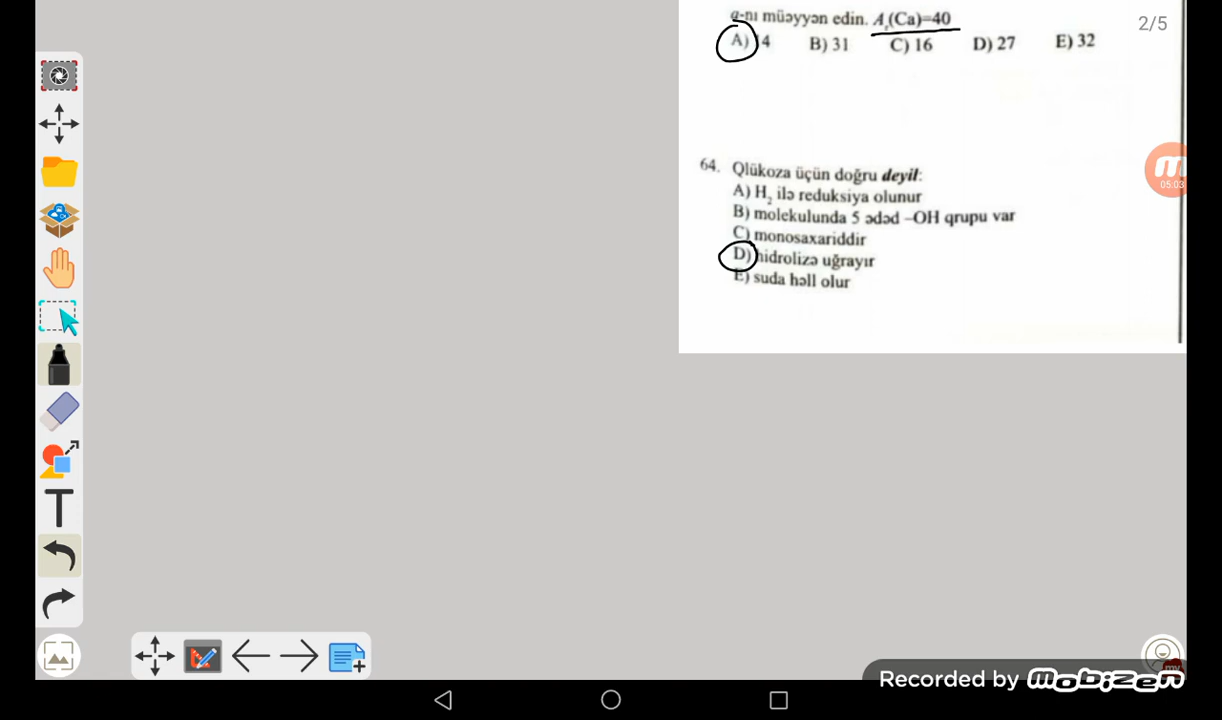 a-nı müəyyən edin. Aᵣ(Ca)=40
A) 14 B) 31 C) 16 D) 27 E) 32
2/5
64. Qlükoza üçün doğru deyil:
A) H₂ ilə reduksiya olunur
B) molekulunda 5 ədəd –OH qrupu var
C) monosaxariddir
D) hidrolizə uğrayır
E) suda həll olur
05:03
T
Recorded by mobizen